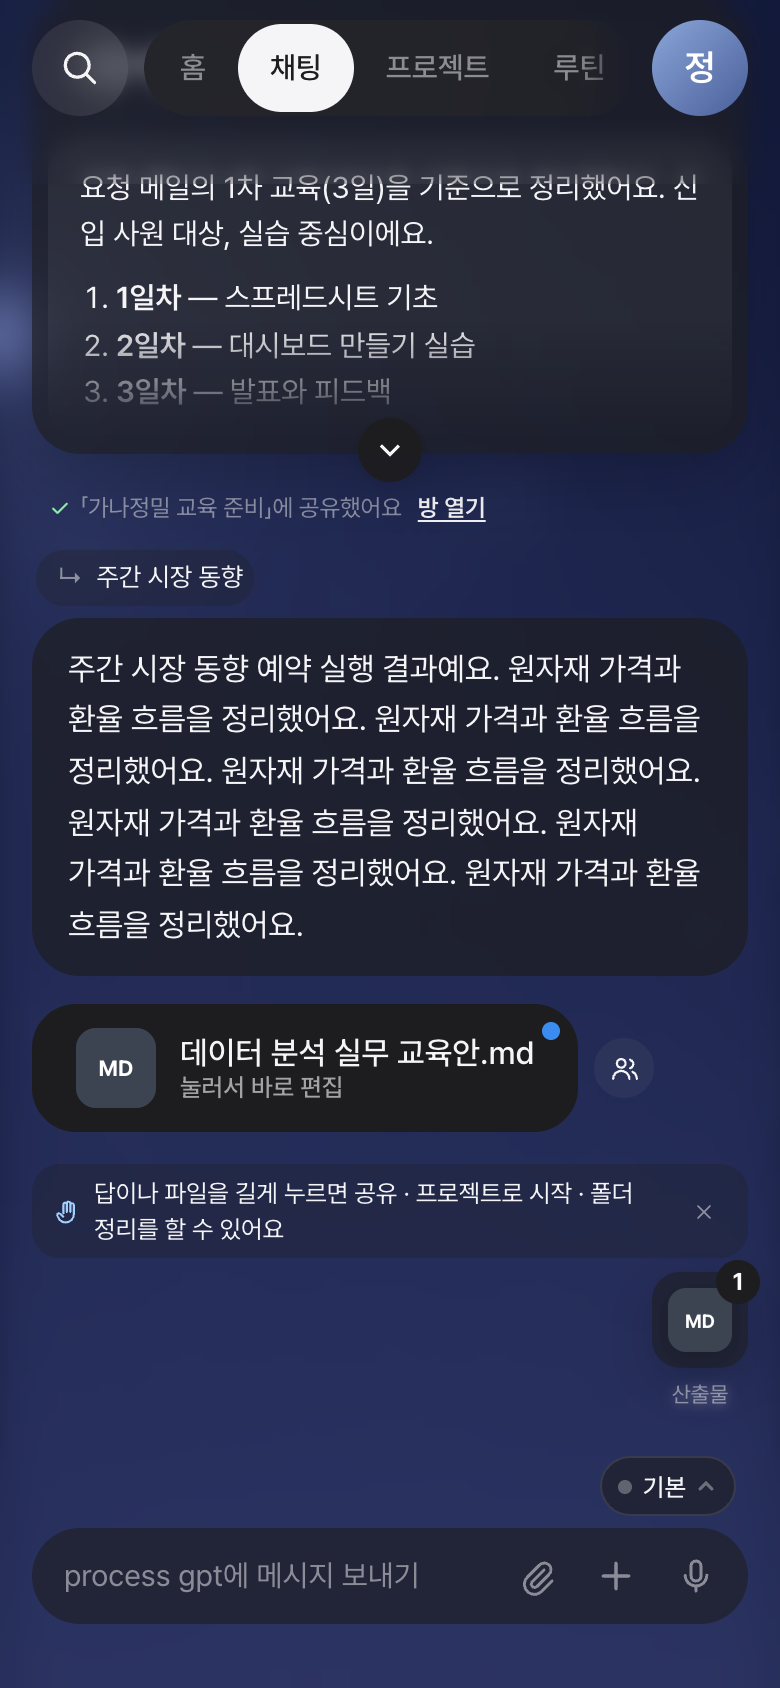 홈
채팅
프로젝트
루틴
정
요청 메일의 1차 교육(3일)을 기준으로 정리했어요. 신
입 사원 대상, 실습 중심이에요.
1. 1일차 — 스프레드시트 기초
2. 2일차 — 대시보드 만들기 실습
3. 3일차 — 발표와 피드백
「가나정밀 교육 준비」에 공유했어요 방 열기
주간 시장 동향
주간 시장 동향 예약 실행 결과예요. 원자재 가격과
환율 흐름을 정리했어요. 원자재 가격과 환율 흐름을
정리했어요. 원자재 가격과 환율 흐름을 정리했어요.
원자재 가격과 환율 흐름을 정리했어요. 원자재
가격과 환율 흐름을 정리했어요. 원자재 가격과 환율
흐름을 정리했어요.
MD
데이터 분석 실무 교육안.md
눌러서 바로 편집
답이나 파일을 길게 누르면 공유 · 프로젝트로 시작 · 폴더
정리를 할 수 있어요
1
MD
산출물
기본
process gpt에 메시지 보내기